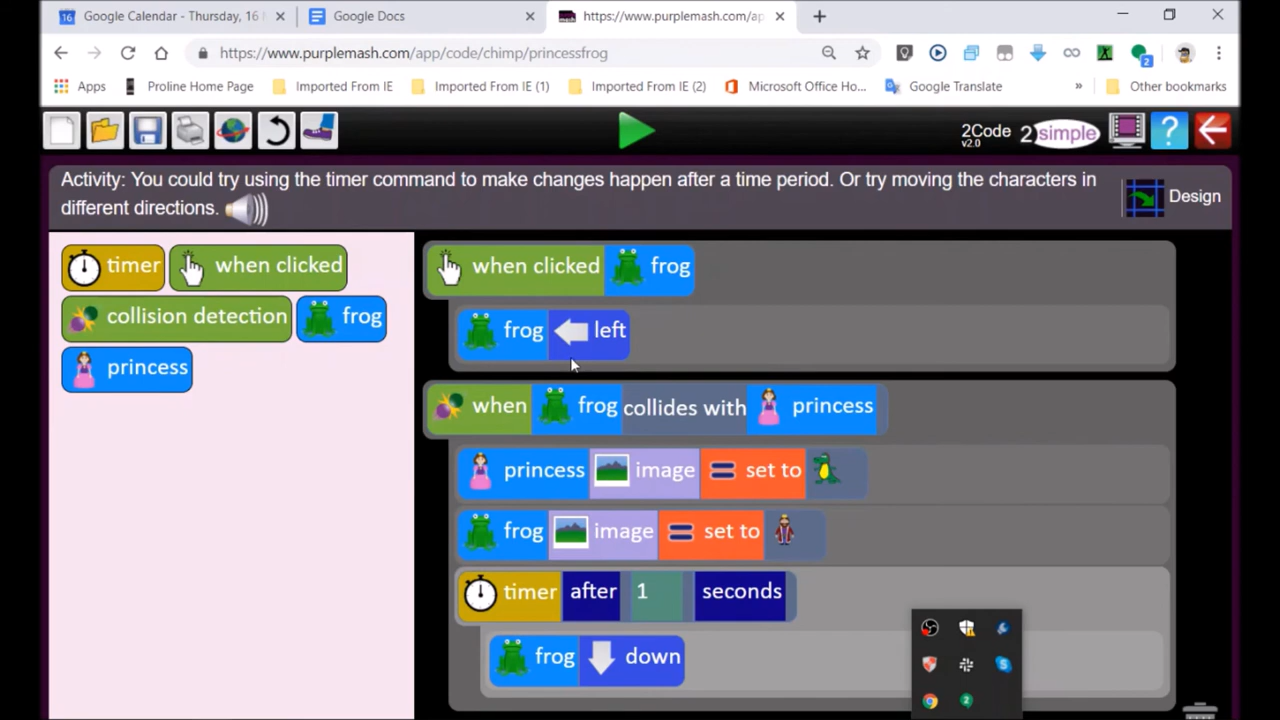 Google Calendar - Thursday, 16 M
Google Docs
https://www.purplemash.com/ap
https://www.purplemash.com/app/code/chimp/princessfrog
2
Apps
Proline Home Page
Imported From IE
Imported From IE (1)
Imported From IE (2)
Microsoft Office Ho...
Google Translate
»
Other bookmarks
2Code
v2.0
2simple
?
Activity: You could try using the timer command to make changes happen after a time period. Or try moving the characters in
different directions.
Design
timer
when clicked
collision detection
frog
princess
when clicked frog
frog left
when frog collides with princess
princess image = set to
frog image = set to
timer after 1 seconds
frog down
2